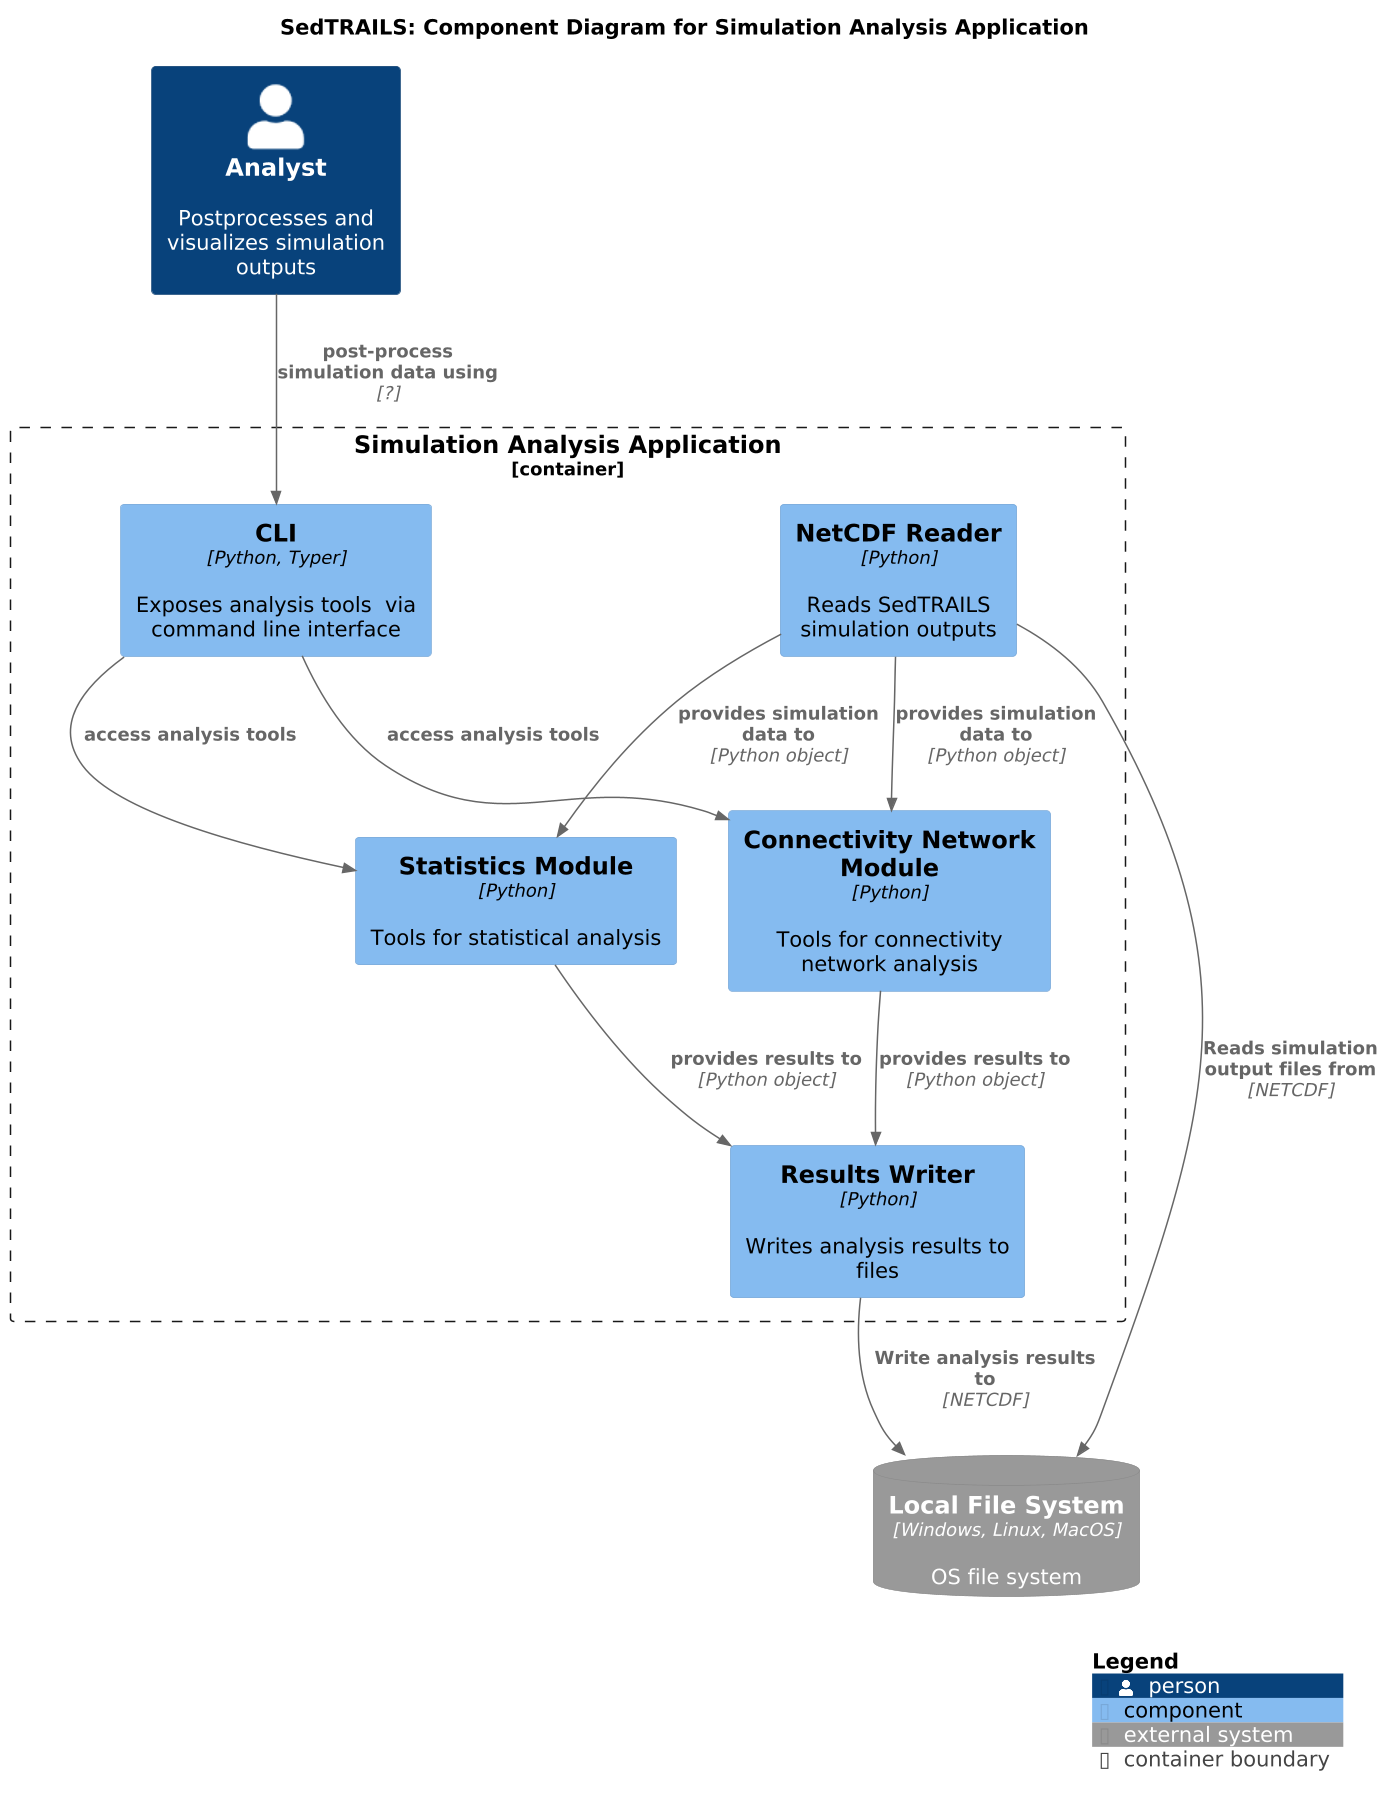 SedTRAILS: Component Diagram for Simulation Analysis Application
Analyst
Postprocesses and
visualizes simulation
outputs
post-process
simulation data using
[?]
Simulation Analysis Application
[container]
CLI
[Python, Typer]
Exposes analysis tools  via
command line interface
NetCDF Reader
[Python]
Reads SedTRAILS
simulation outputs
access analysis tools
access analysis tools
provides simulation
data to
[Python object]
provides simulation
data to
[Python object]
Statistics Module
[Python]
Tools for statistical analysis
Connectivity Network
Module
[Python]
Tools for connectivity
network analysis
provides results to
[Python object]
provides results to
[Python object]
Reads simulation
output files from
[NETCDF]
Results Writer
[Python]
Writes analysis results to
files
Write analysis results
to
[NETCDF]
Local File System
[Windows, Linux, MacOS]
OS file system
Legend
person
component
external system
container boundary